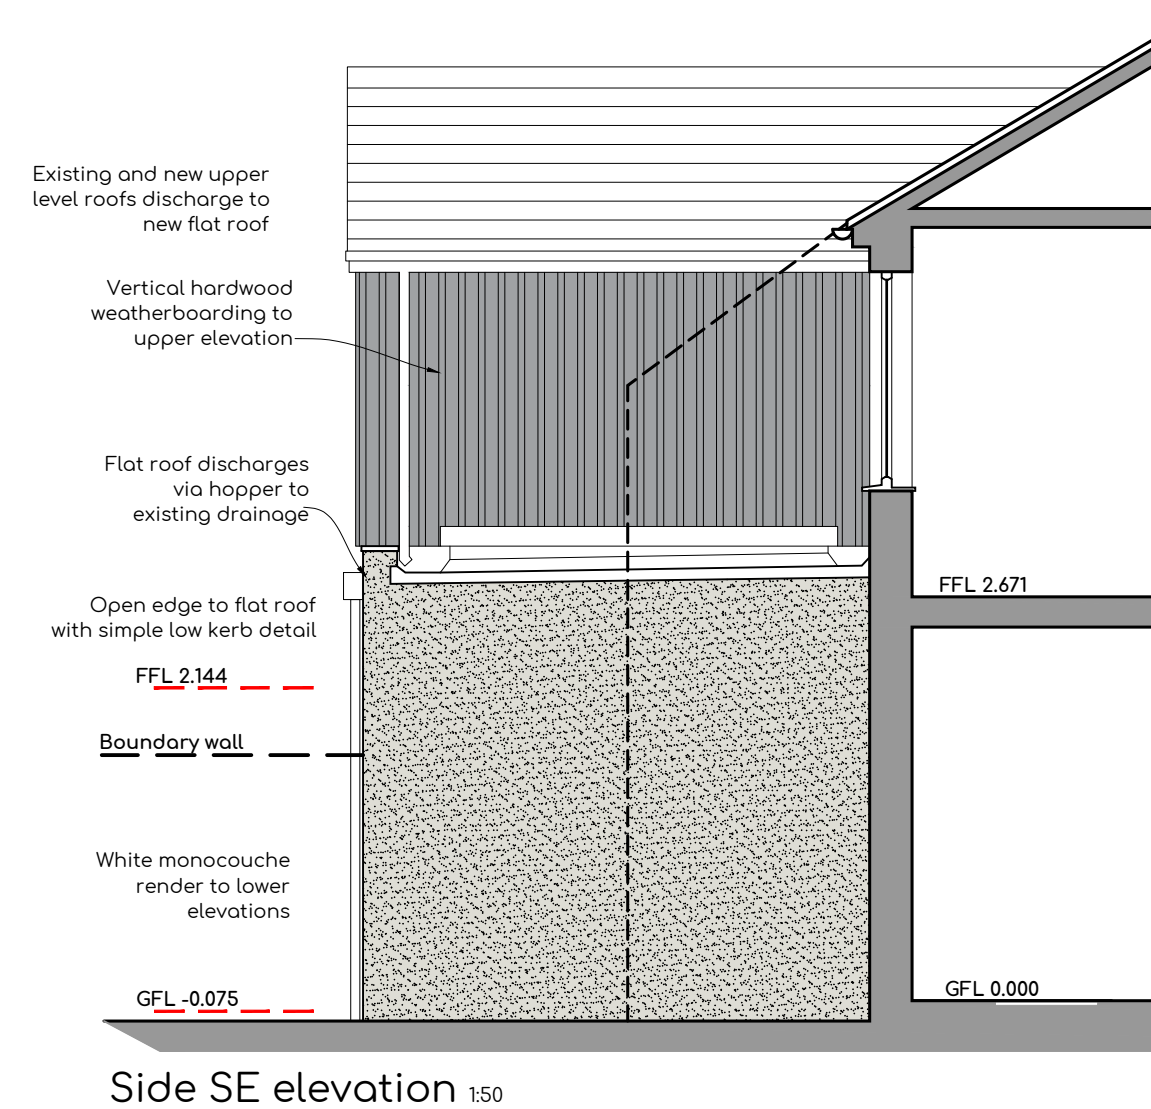 Existing and new upper
level roofs discharge to
new flat roof
Vertical hardwood
weatherboarding to
upper elevation
Flat roof discharges
via hopper to
existing drainage
Open edge to flat roof
with simple low kerb detail
FFL 2.671
FFL 2.144
Boundary wall
White monocouche
render to lower
elevations
GFL -0.075
GFL 0.000
Side SE elevation 1:50